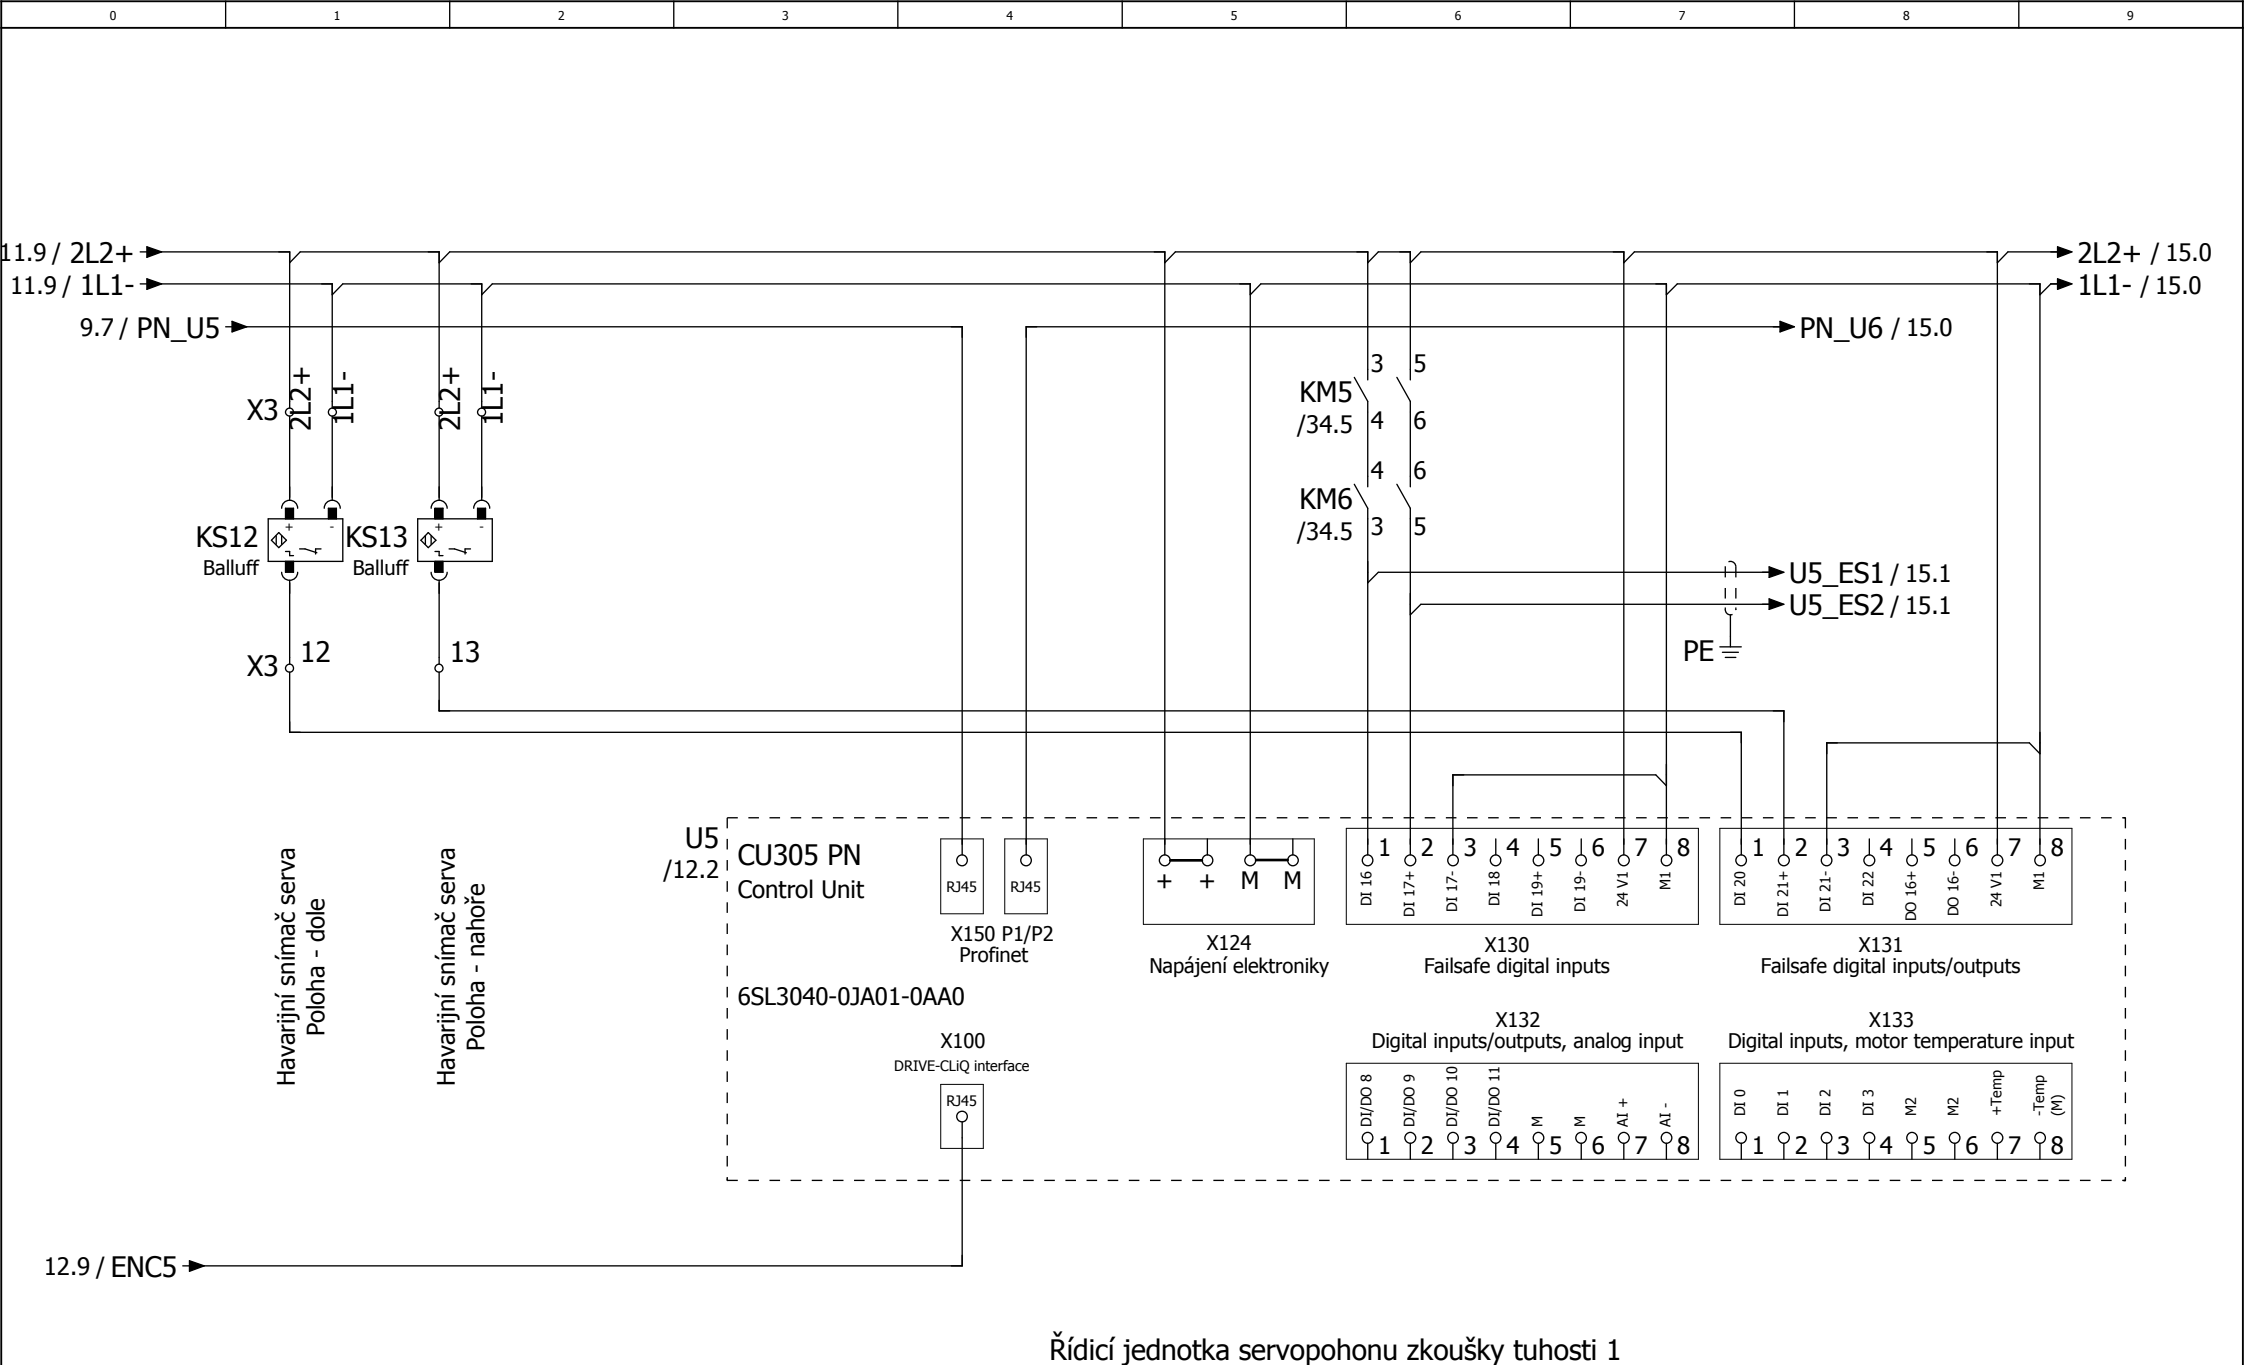 0 1 2 3 4 5 6 7 8 9
11.9 / 2L2+
2L2+ / 15.0
11.9 / 1L1-
1L1- / 15.0
9.7 / PN_U5
PN_U6 / 15.0
X3
2L2+
1L1-
2L2+
1L1-
KM5
/34.5
3 5
4 6
KM6
/34.5
4 6
3 5
KS12
Balluff
+ -
KS13
Balluff
+ -
U5_ES1 / 15.1
U5_ES2 / 15.1
PE
X3
12
13
Havarijní snímač serva
Poloha - dole
Havarijní snímač serva
Poloha - nahoře
U5
/12.2
CU305 PN
Control Unit
RJ45
RJ45
X150 P1/P2
Profinet
+ + M M
X124
Napájení elektroniky
1 2 3 4 5 6 7 8
DI 16
DI 17+
DI 17-
DI 18
DI 19+
DI 19-
24 V1
M1
X130
Failsafe digital inputs
1 2 3 4 5 6 7 8
DI 20
DI 21+
DI 21-
DI 22
DO 16+
DO 16-
24 V1
M1
X131
Failsafe digital inputs/outputs
6SL3040-0JA01-0AA0
X100
DRIVE-CLiQ interface
RJ45
X132
Digital inputs/outputs, analog input
DI/DO 8
DI/DO 9
DI/DO 10
DI/DO 11
M
M
AI +
AI -
1 2 3 4 5 6 7 8
X133
Digital inputs, motor temperature input
DI 0
DI 1
DI 2
DI 3
M2
M2
+Temp
-Temp
(M)
1 2 3 4 5 6 7 8
12.9 / ENC5
Řídicí jednotka servopohonu zkoušky tuhosti 1